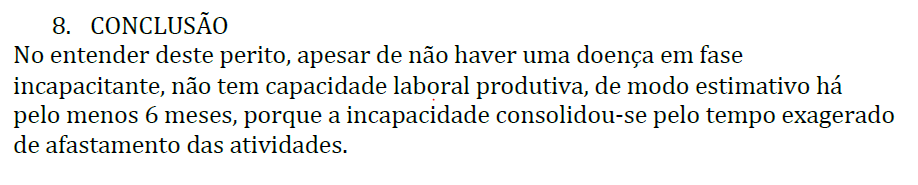 8. CONCLUSÃO
No entender deste perito, apesar de não haver uma doença em fase
incapacitante, não tem capacidade laboral produtiva, de modo estimativo há
pelo menos 6 meses, porque a incapacidade consolidou-se pelo tempo exagerado
de afastamento das atividades.